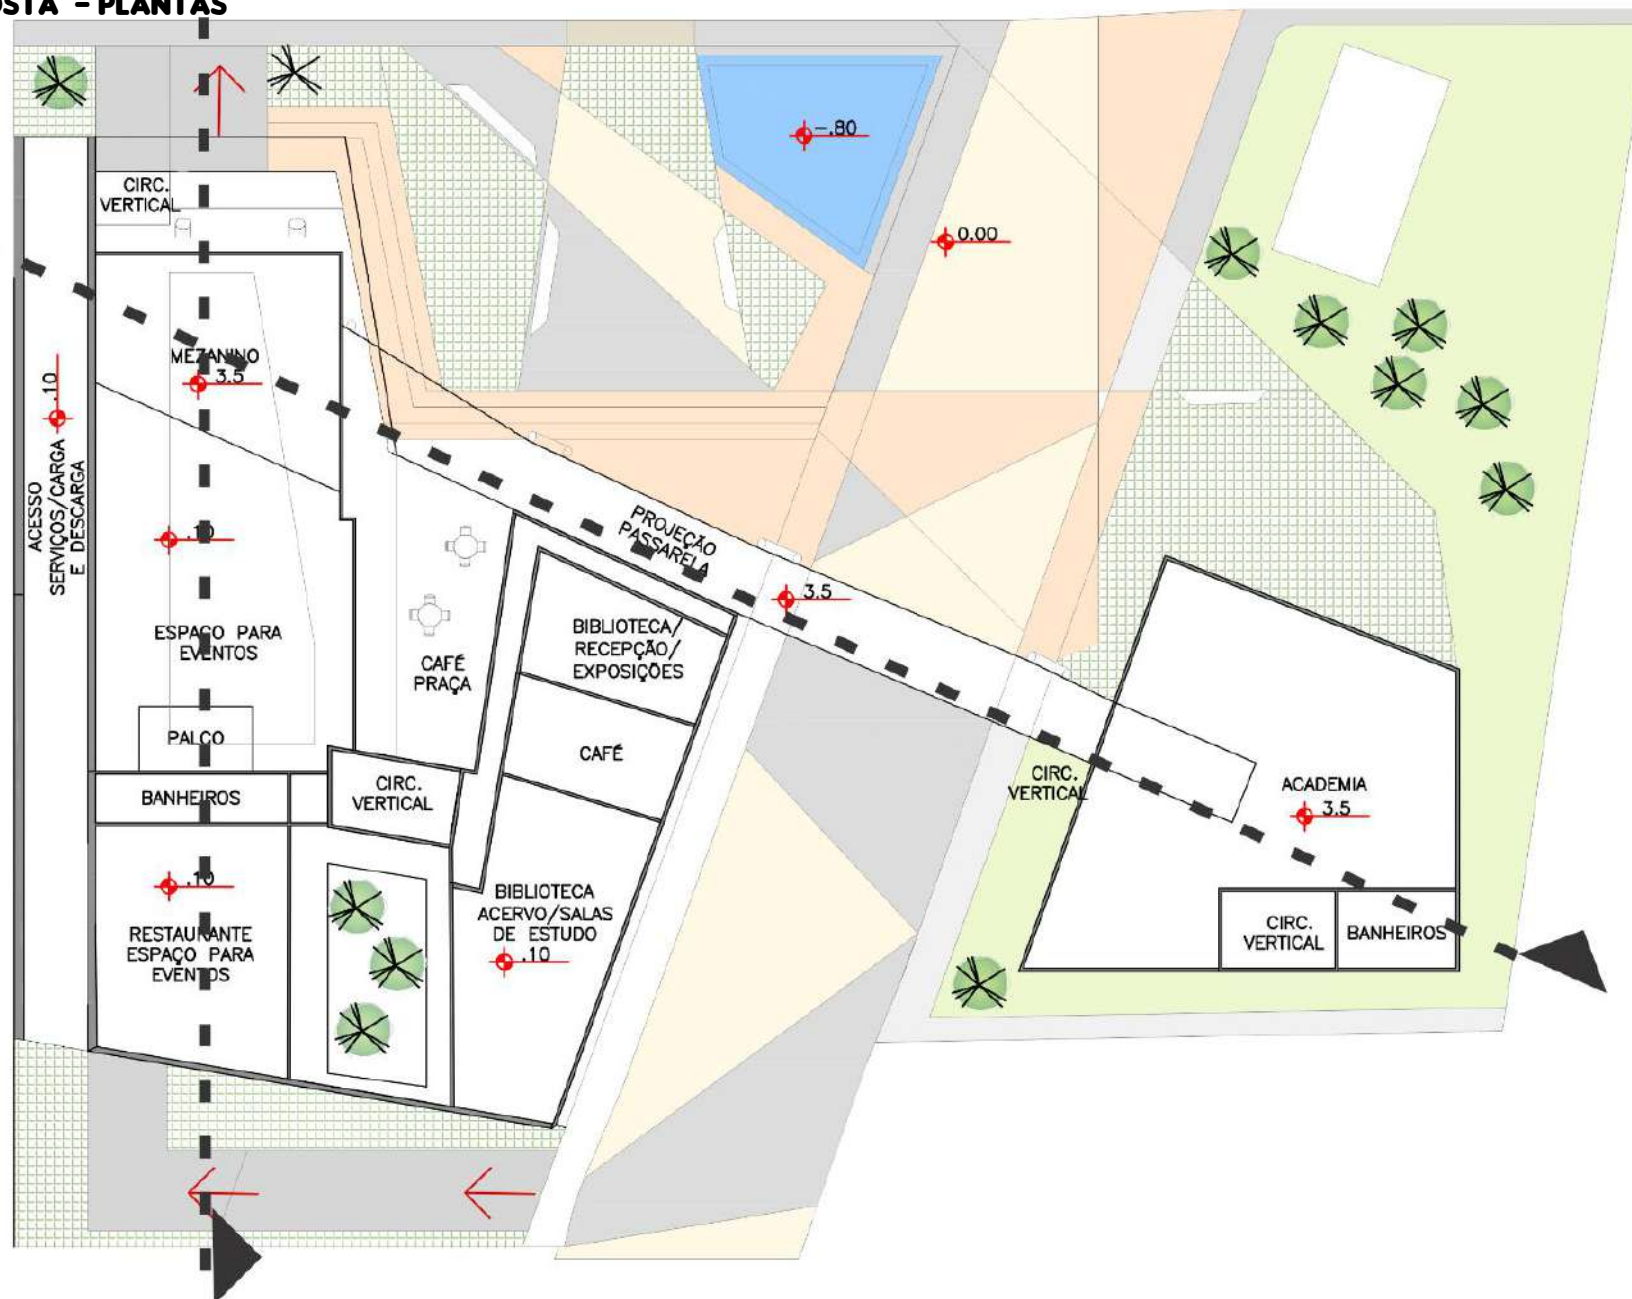 OSTA - PLANTAS
-.80
CIRC.
VERTICAL
0.00
MEZANINO
3.5
.10
ACESSO
SERVIÇOS/CARGA
E DESCARGA
PROJEÇÃO
PASSARELA
.10
3.5
ESPAÇO PARA
EVENTOS
BIBLIOTECA/
RECEPÇÃO/
EXPOSIÇÕES
CAFÉ
PRAÇA
PALCO
CAFÉ
CIRC.
VERTICAL
ACADEMIA
3.5
BANHEIROS
CIRC.
VERTICAL
.10
BIBLIOTECA
ACERVO/SALAS
DE ESTUDO
.10
RESTAURANTE
ESPAÇO PARA
EVENTOS
CIRC.
VERTICAL
BANHEIROS